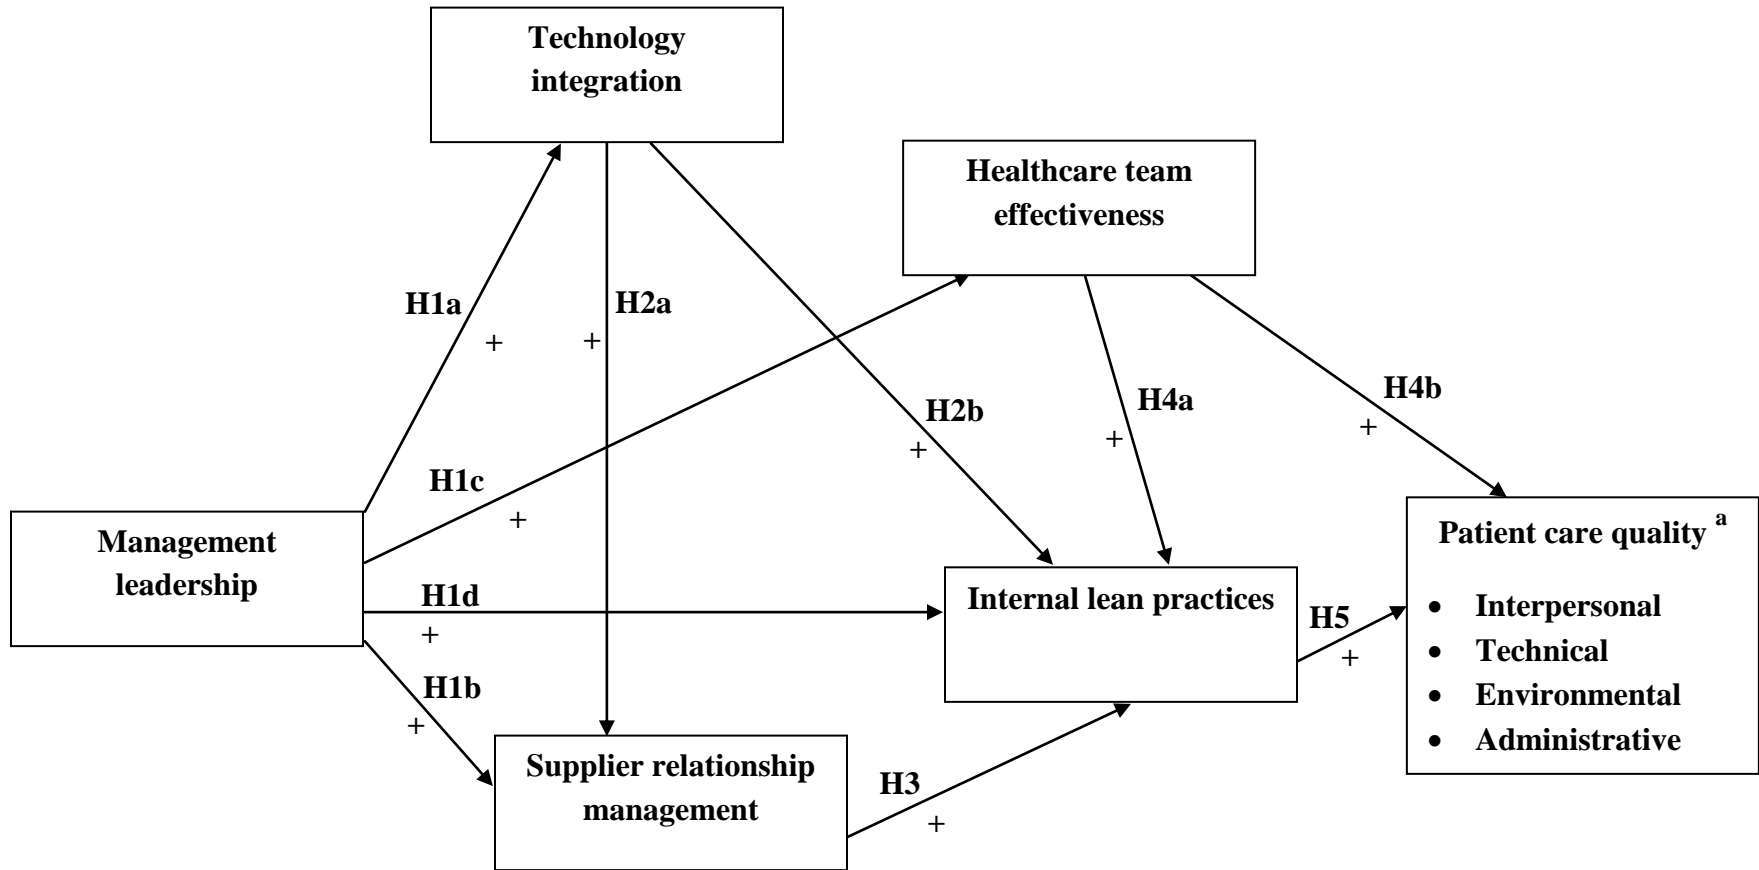 Technology
integration
Healthcare team
effectiveness
H1a
+
H2a
+
H2b
+
H4a
+
H4b
+
H1c
+
Management
leadership
H1d
+
H1b
+
Internal lean practices
H5
+
Patient care quality a
• Interpersonal
• Technical
• Environmental
• Administrative
Supplier relationship
management
H3
+